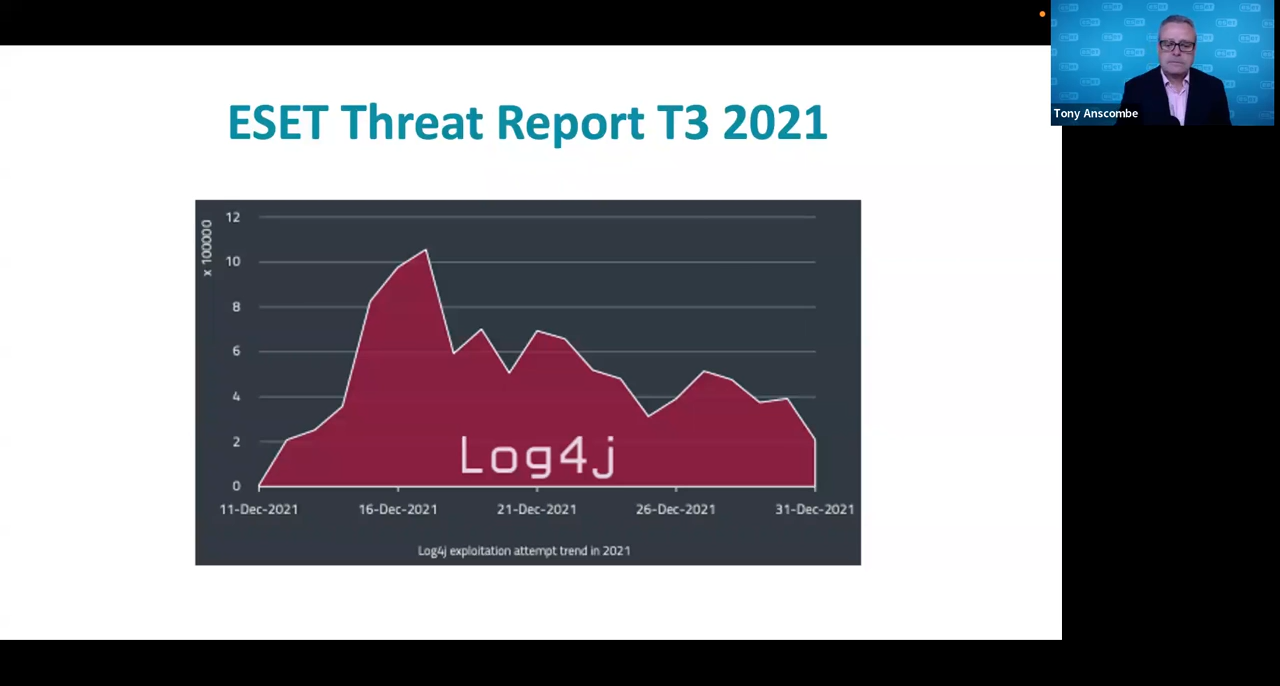 Tony Anscombe
ESET Threat Report T3 2021
x 100000
12
10
8
6
4
2
0
Log4j
11-Dec-2021 16-Dec-2021 21-Dec-2021 26-Dec-2021 31-Dec-2021
Log4j exploitation attempt trend in 2021